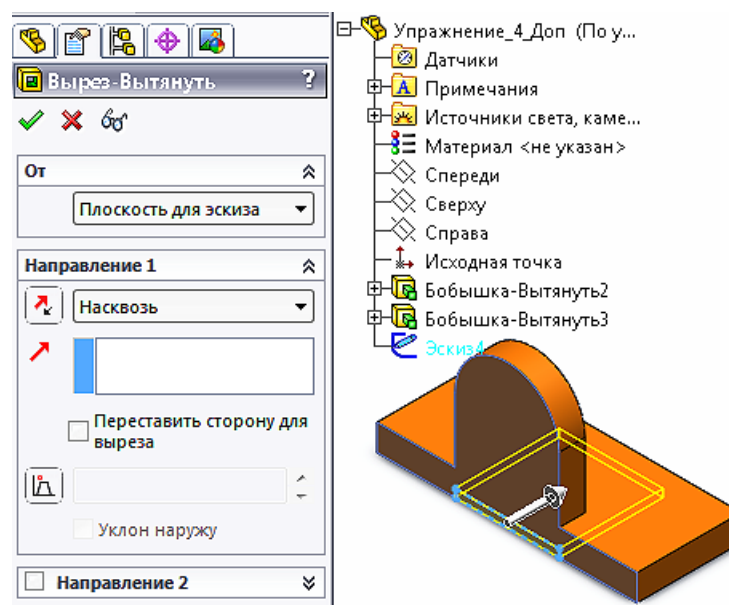 Вырез-Вытянуть ?
От
Плоскость для эскиза
Направление 1
Насквозь
Переставить сторону для
выреза
Уклон наружу
Направление 2
Упражнение_4_Доп (По у...
Датчики
A Примечания
Источники света, каме...
Материал <не указан>
Спереди
Сверху
Справа
Исходная точка
Бобышка-Вытянуть2
Бобышка-Вытянуть3
Эскиз4